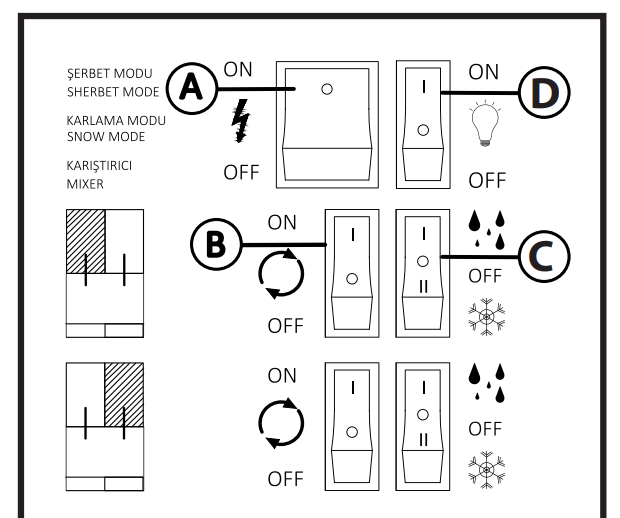 ŞERBET MODU
SHERBET MODE
KARLAMA MODU
SNOW MODE
KARIŞTIRICI
MIXER
A
ON
OFF
I
D
ON
OFF
B
ON
OFF
I
I
II
C
OFF
ON
OFF
I
I
II
OFF